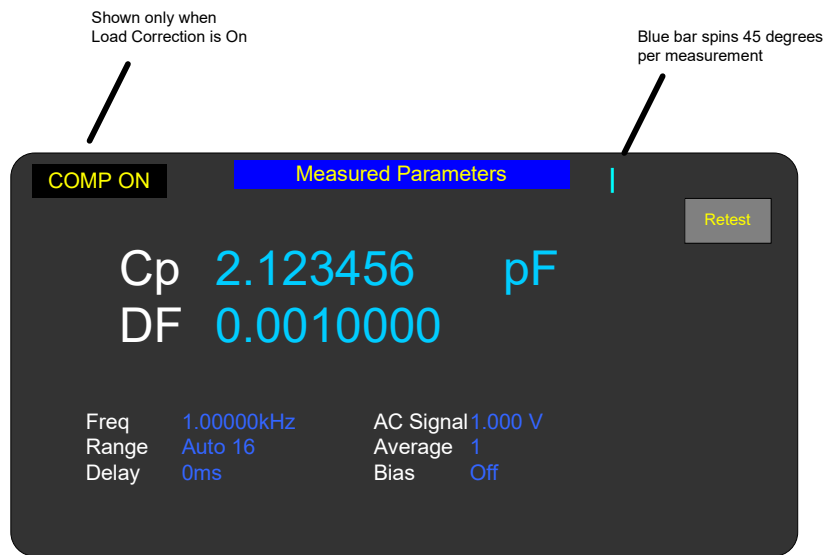 Shown only when
Load Correction is On
Blue bar spins 45 degrees
per measurement
COMP ON
Measured Parameters
|
Retest
Cp 2.123456 pF
DF 0.0010000
Freq 1.00000kHz AC Signal 1.000 V
Range Auto 16 Average 1
Delay 0ms Bias Off